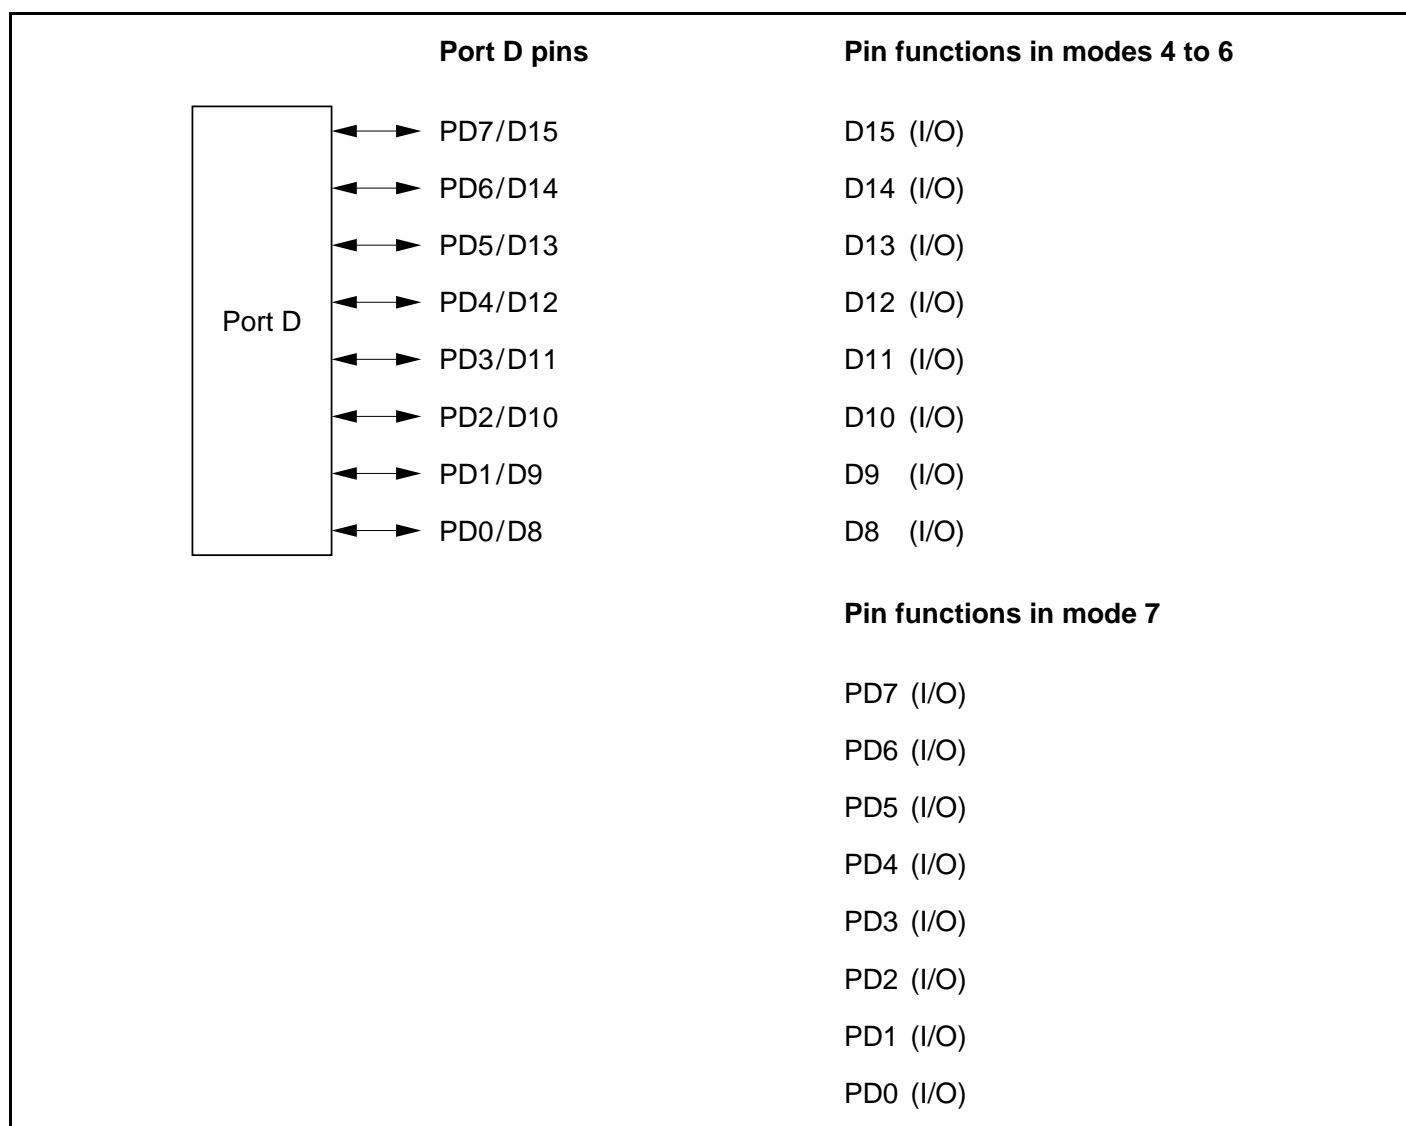 Port D pins Pin functions in modes 4 to 6
PD7/D15 D15 (I/O)
PD6/D14 D14 (I/O)
PD5/D13 D13 (I/O)
PD4/D12 D12 (I/O)
Port D
PD3/D11 D11 (I/O)
PD2/D10 D10 (I/O)
PD1/D9 D9 (I/O)
PD0/D8 D8 (I/O)
Pin functions in mode 7
PD7 (I/O)
PD6 (I/O)
PD5 (I/O)
PD4 (I/O)
PD3 (I/O)
PD2 (I/O)
PD1 (I/O)
PD0 (I/O)